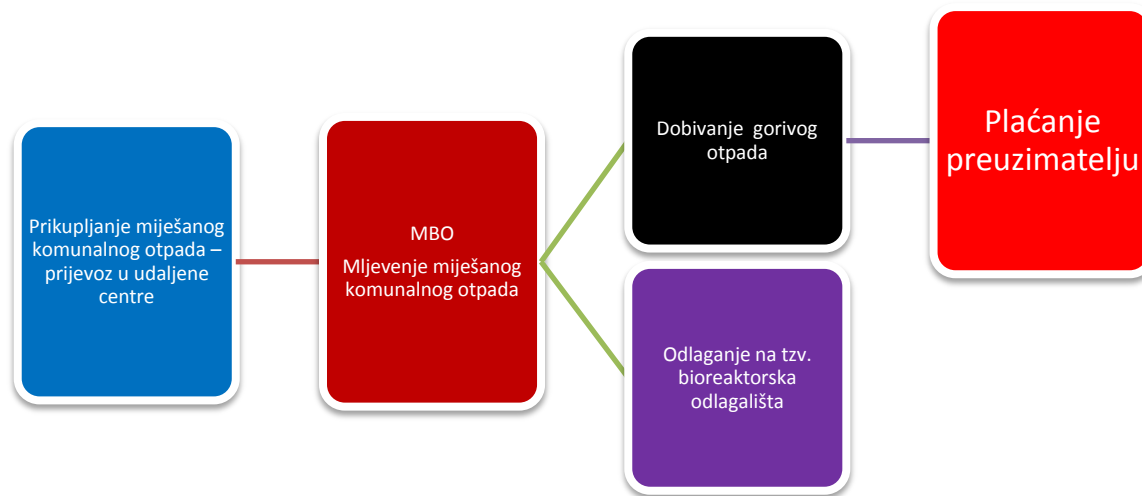 Prikupljanje miješanog
komunalnog otpada –
prijevoz u udaljene
centre
MBO
Mljevenje miješanog
komunalnog otpada
Dobivanje gorivog
otpada
Odlaganje na tzv.
bioreaktorska
odlagališta
Plaćanje
preuzimatelju